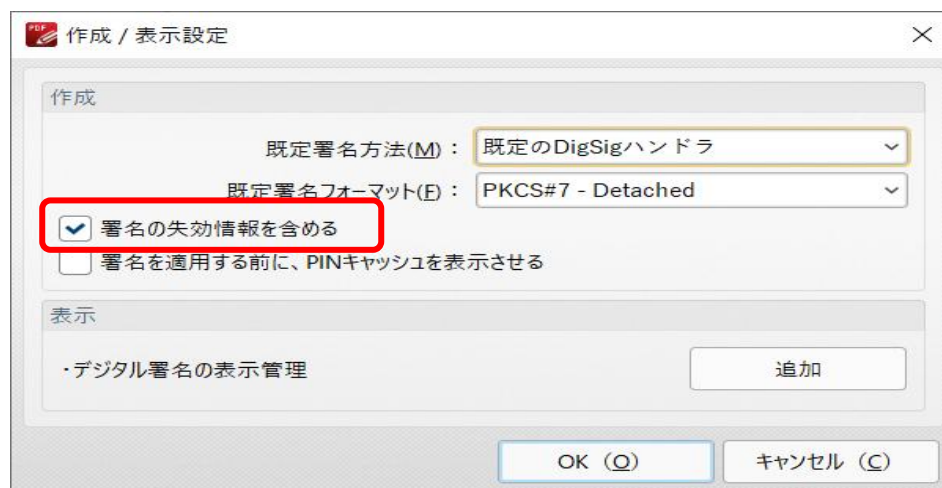 作成 / 表示設定
作成
既定署名方法(M)： 既定のDigSigハンドラ
既定署名フォーマット(F)： PKCS#7 - Detached
署名の失効情報を含める
署名を適用する前に、PINキャッシュを表示させる
表示
・デジタル署名の表示管理 追加
OK（O） キャンセル（C）